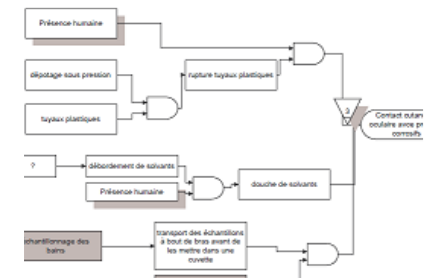 Présence humaine
dépotage sous pression
rupture tuyaux plastiques
tuyaux plastiques
Contact cutan
oculaire avec pr
corrosifs
?
débordement de solvants
Présence humaine
douche de solvants
chantillonnage des
bains
transport des échantillons
à bout de bras avant de
les mettre dans une
cuvette